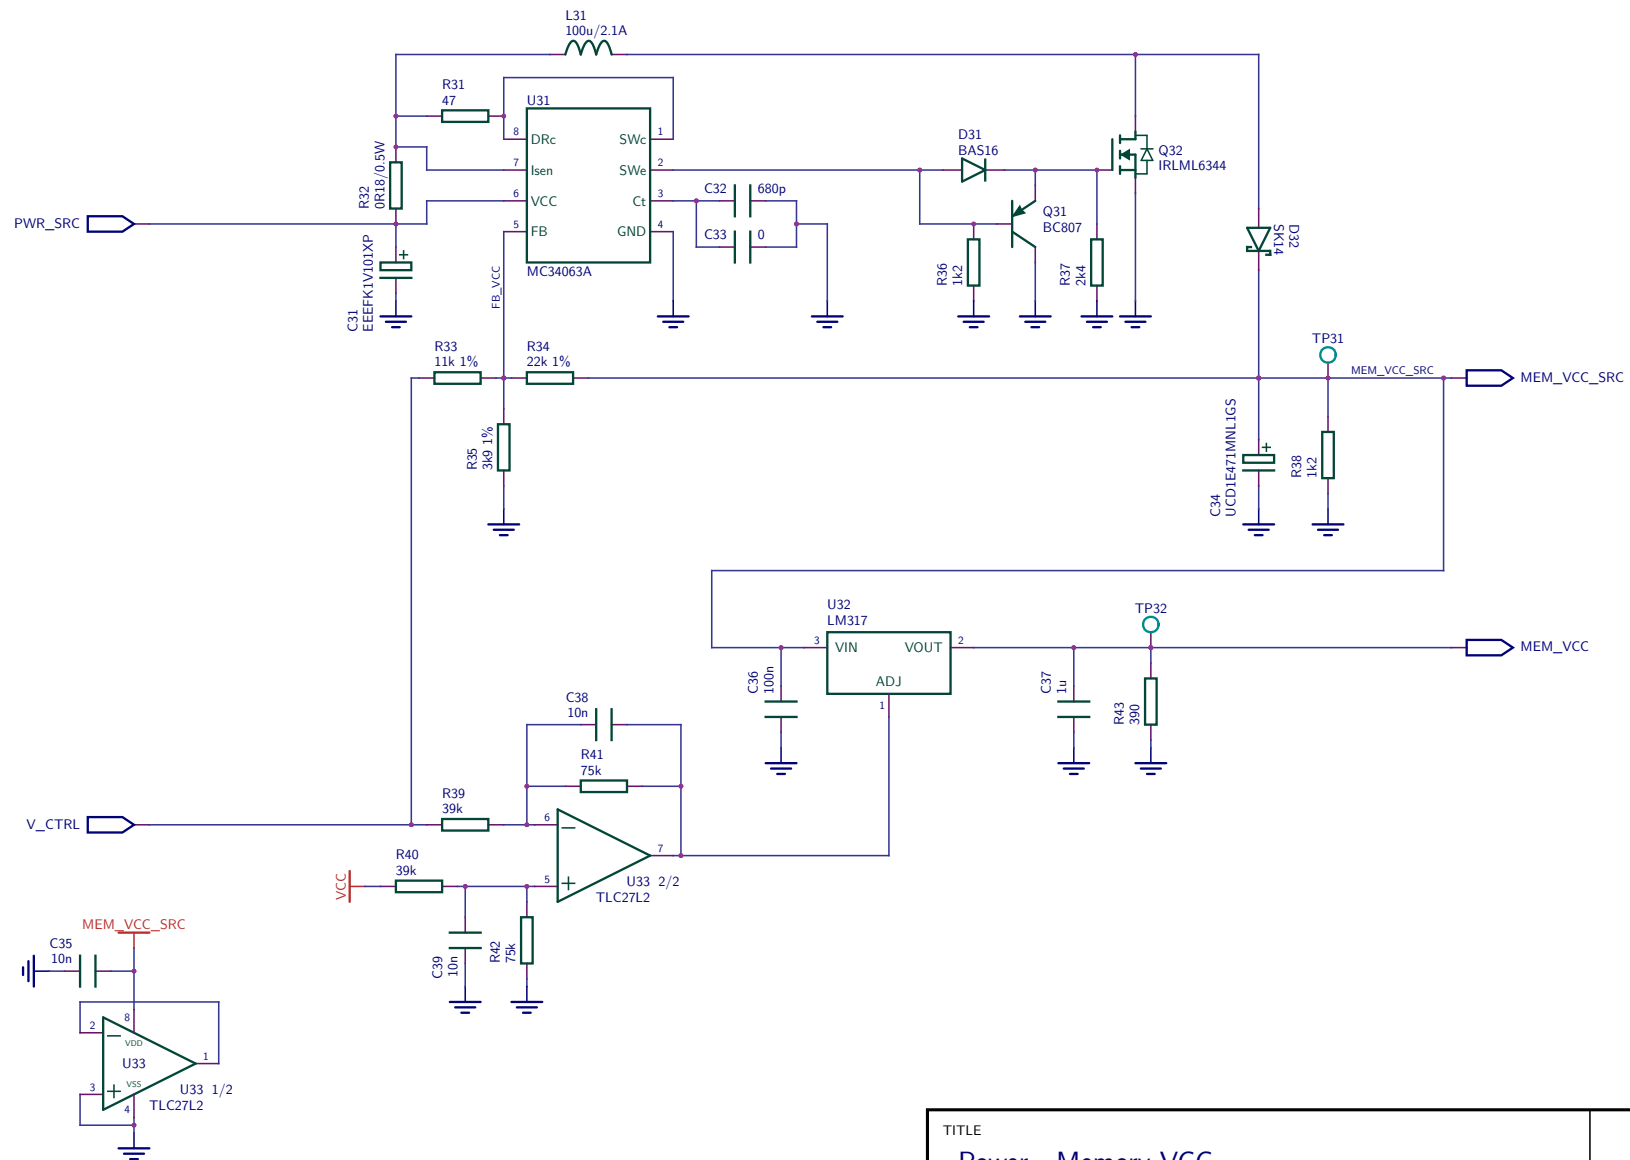 L31
100u/2.1A
R31
47
U31
8
DRc
SWc
1
7
Isen
SWe
2
6
VCC
Ct
3
5
FB
GND
4
MC34063A
R32
0R18/0.5W
PWR_SRC
C31
EEEFK1V101XP
+
FB_VCC
C32
680p
C33
0
D31
BAS16
Q32
IRLML6344
Q31
BC807
R36
1k2
R37
2k4
D32
SK14
R33
11k 1%
R34
22k 1%
R35
3k9 1%
TP31
MEM_VCC_SRC
MEM_VCC_SRC
C34
UCD1E471MNL1GS
+
R38
1k2
U32
LM317
3
VIN
VOUT
2
ADJ
1
TP32
MEM_VCC
C36
100n
C37
1u
R43
390
C38
10n
R41
75k
V_CTRL
R39
39k
6
7
5
U33 2/2
TLC27L2
VCC
R40
39k
C39
10n
R42
75k
MEM_VCC_SRC
C35
10n
2
8
VDD
U33
1
3
VSS
4
U33 1/2
TLC27L2
TITLE